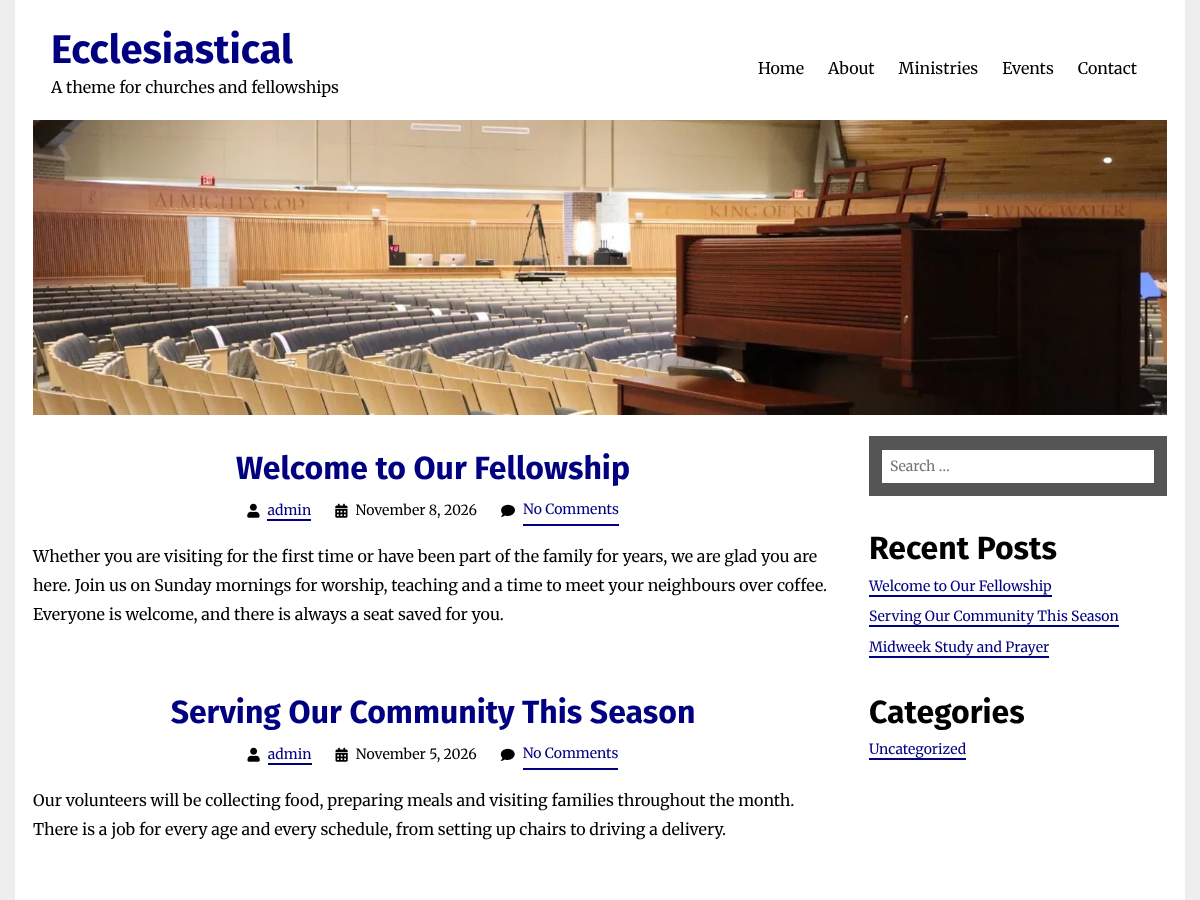 Ecclesiastical
A theme for churches and fellowships
Home About Ministries Events Contact
EXIT
EXIT
ALMIGHTY GOD
KING OF
LIVING WATER
Welcome to Our Fellowship
admin November 8, 2026 No Comments
Whether you are visiting for the first time or have been part of the family for years, we are glad you are
here. Join us on Sunday mornings for worship, teaching and a time to meet your neighbours over coffee.
Everyone is welcome, and there is always a seat saved for you.
Serving Our Community This Season
admin November 5, 2026 No Comments
Our volunteers will be collecting food, preparing meals and visiting families throughout the month.
There is a job for every age and every schedule, from setting up chairs to driving a delivery.
Search ...
Recent Posts
Welcome to Our Fellowship
Serving Our Community This Season
Midweek Study and Prayer
Categories
Uncategorized